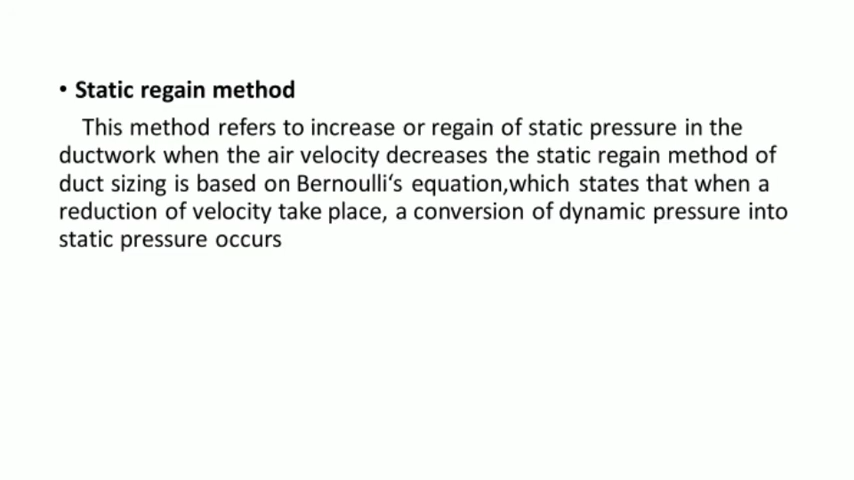 • Static regain method
This method refers to increase or regain of static pressure in the
ductwork when the air velocity decreases the static regain method of
duct sizing is based on Bernoulli‘s equation,which states that when a
reduction of velocity take place, a conversion of dynamic pressure into
static pressure occurs